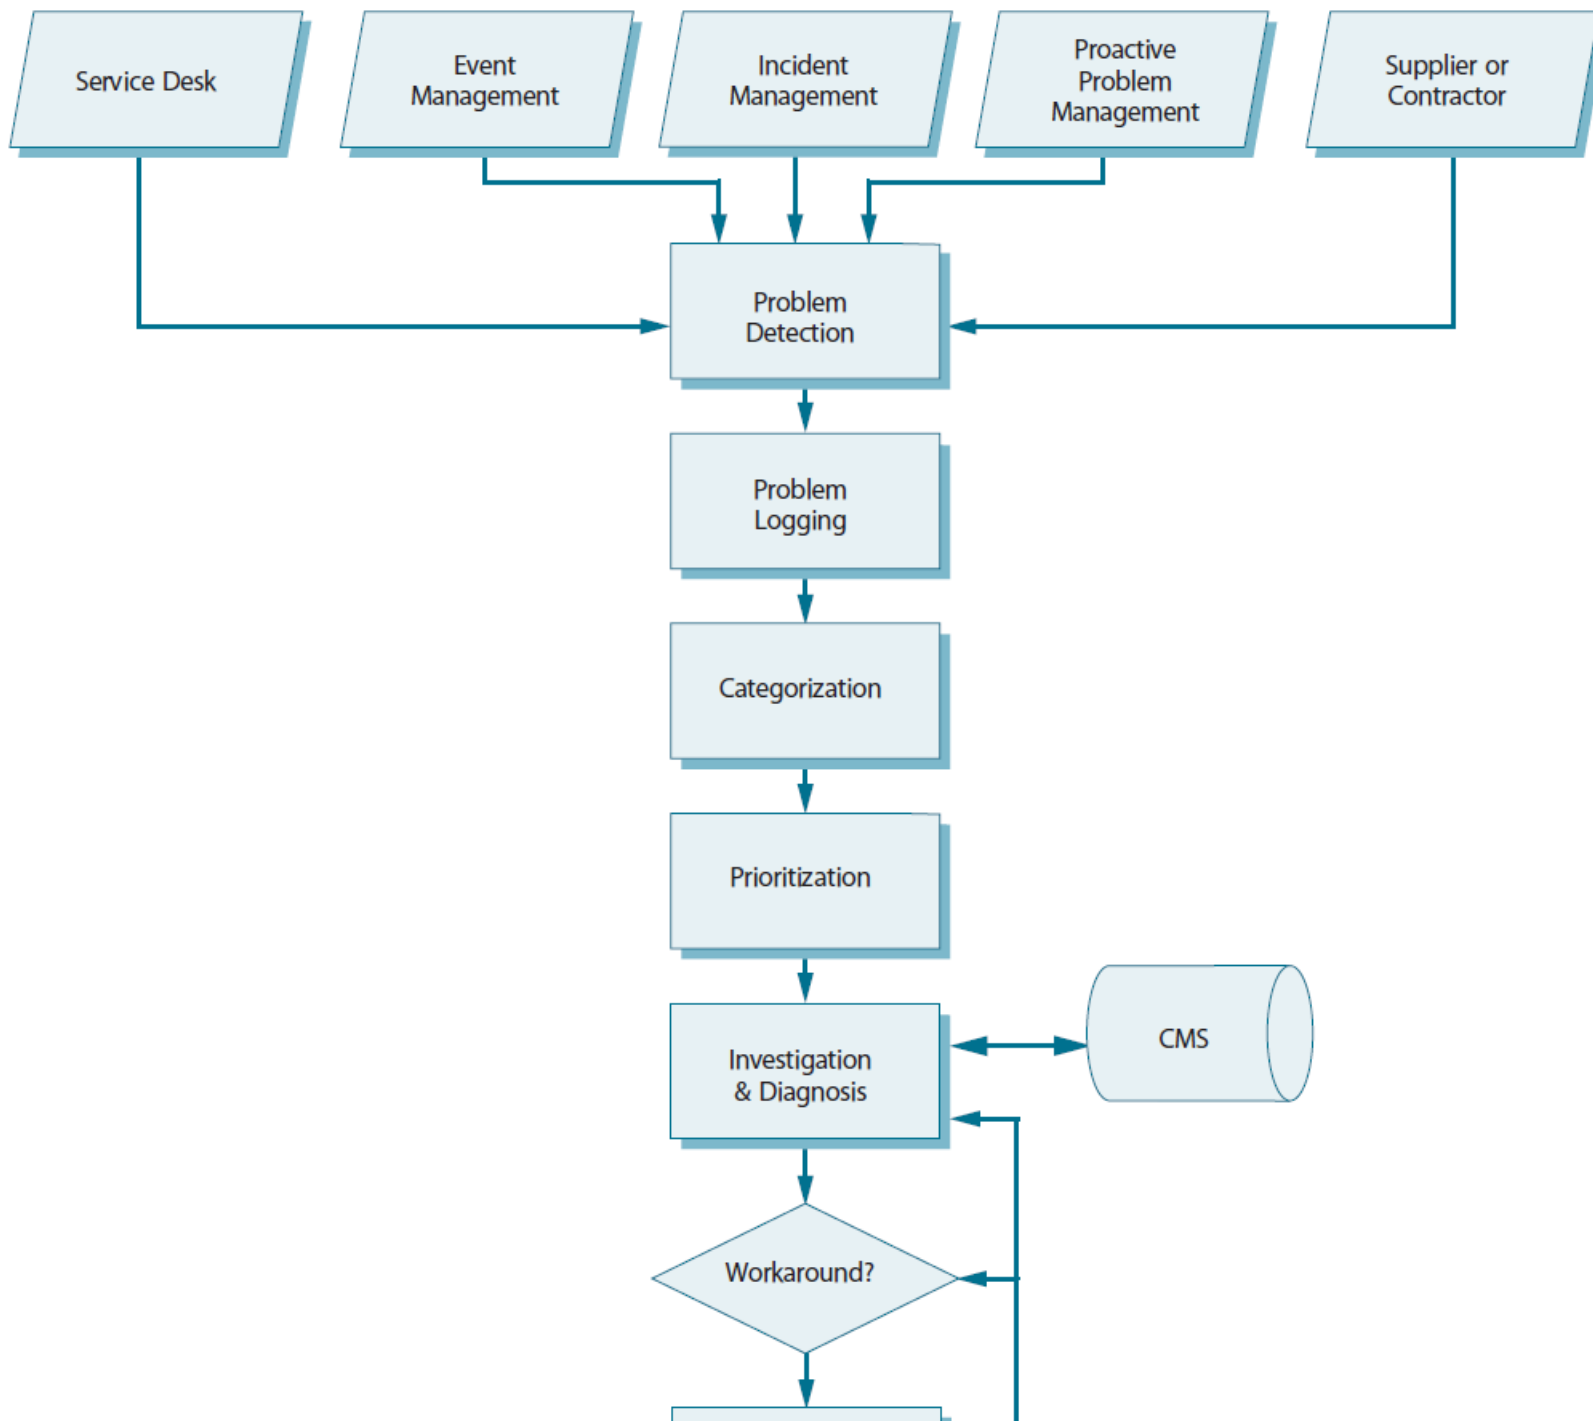 Service Desk
Event
Management
Incident
Management
Proactive
Problem
Management
Supplier or
Contractor
Problem
Detection
Problem
Logging
Categorization
Prioritization
Investigation
& Diagnosis
CMS
Workaround?